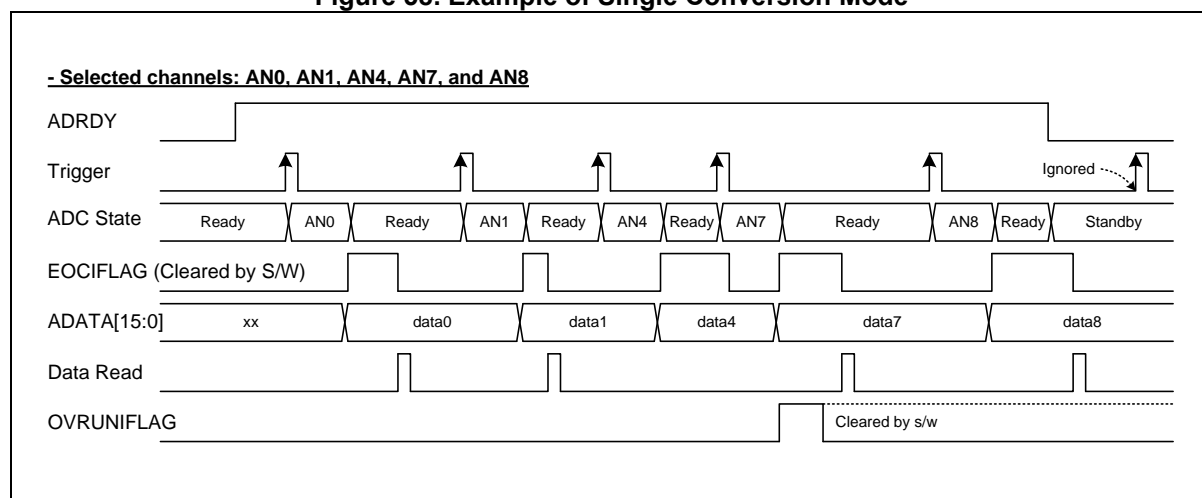 Figure 38. Example of Single Conversion Mode
- Selected channels: AN0, AN1, AN4, AN7, and AN8
ADRDY
Trigger
Ignored
ADC State
Ready AN0 Ready AN1 Ready AN4 Ready AN7 Ready AN8 Ready Standby
EOCIFLAG (Cleared by S/W)
ADATA[15:0]
xx data0 data1 data4 data7 data8
Data Read
OVRUNIFLAG
Cleared by s/w